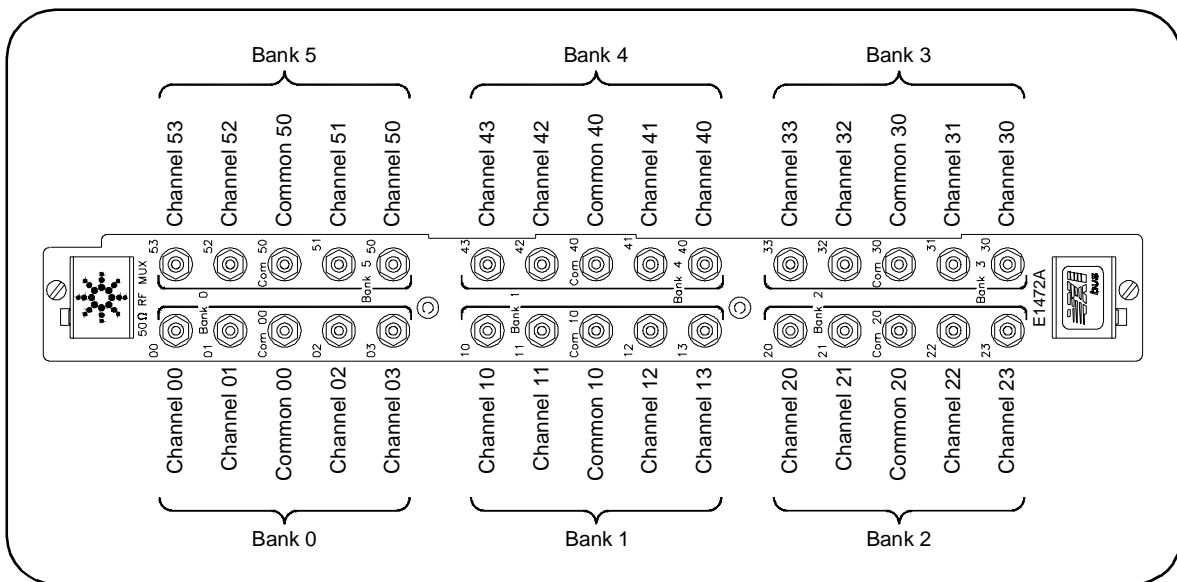 Bank 5
Bank 4
Bank 3
Channel 53
Channel 52
Common 50
Channel 51
Channel 50
Channel 43
Channel 42
Common 40
Channel 41
Channel 40
Channel 33
Channel 32
Common 30
Channel 31
Channel 30
50Ω RF MUX
53
52
Com 50
51
50
Bank 5
43
42
Com 40
41
40
Bank 4
33
32
Com 30
31
30
Bank 3
E1472A
VXI bus
00
01
Bank 0
Com 00
02
03
10
11
Bank 1
Com 10
12
13
20
21
Bank 2
Com 20
22
23
Channel 00
Channel 01
Common 00
Channel 02
Channel 03
Channel 10
Channel 11
Common 10
Channel 12
Channel 13
Channel 20
Channel 21
Common 20
Channel 22
Channel 23
Bank 0
Bank 1
Bank 2